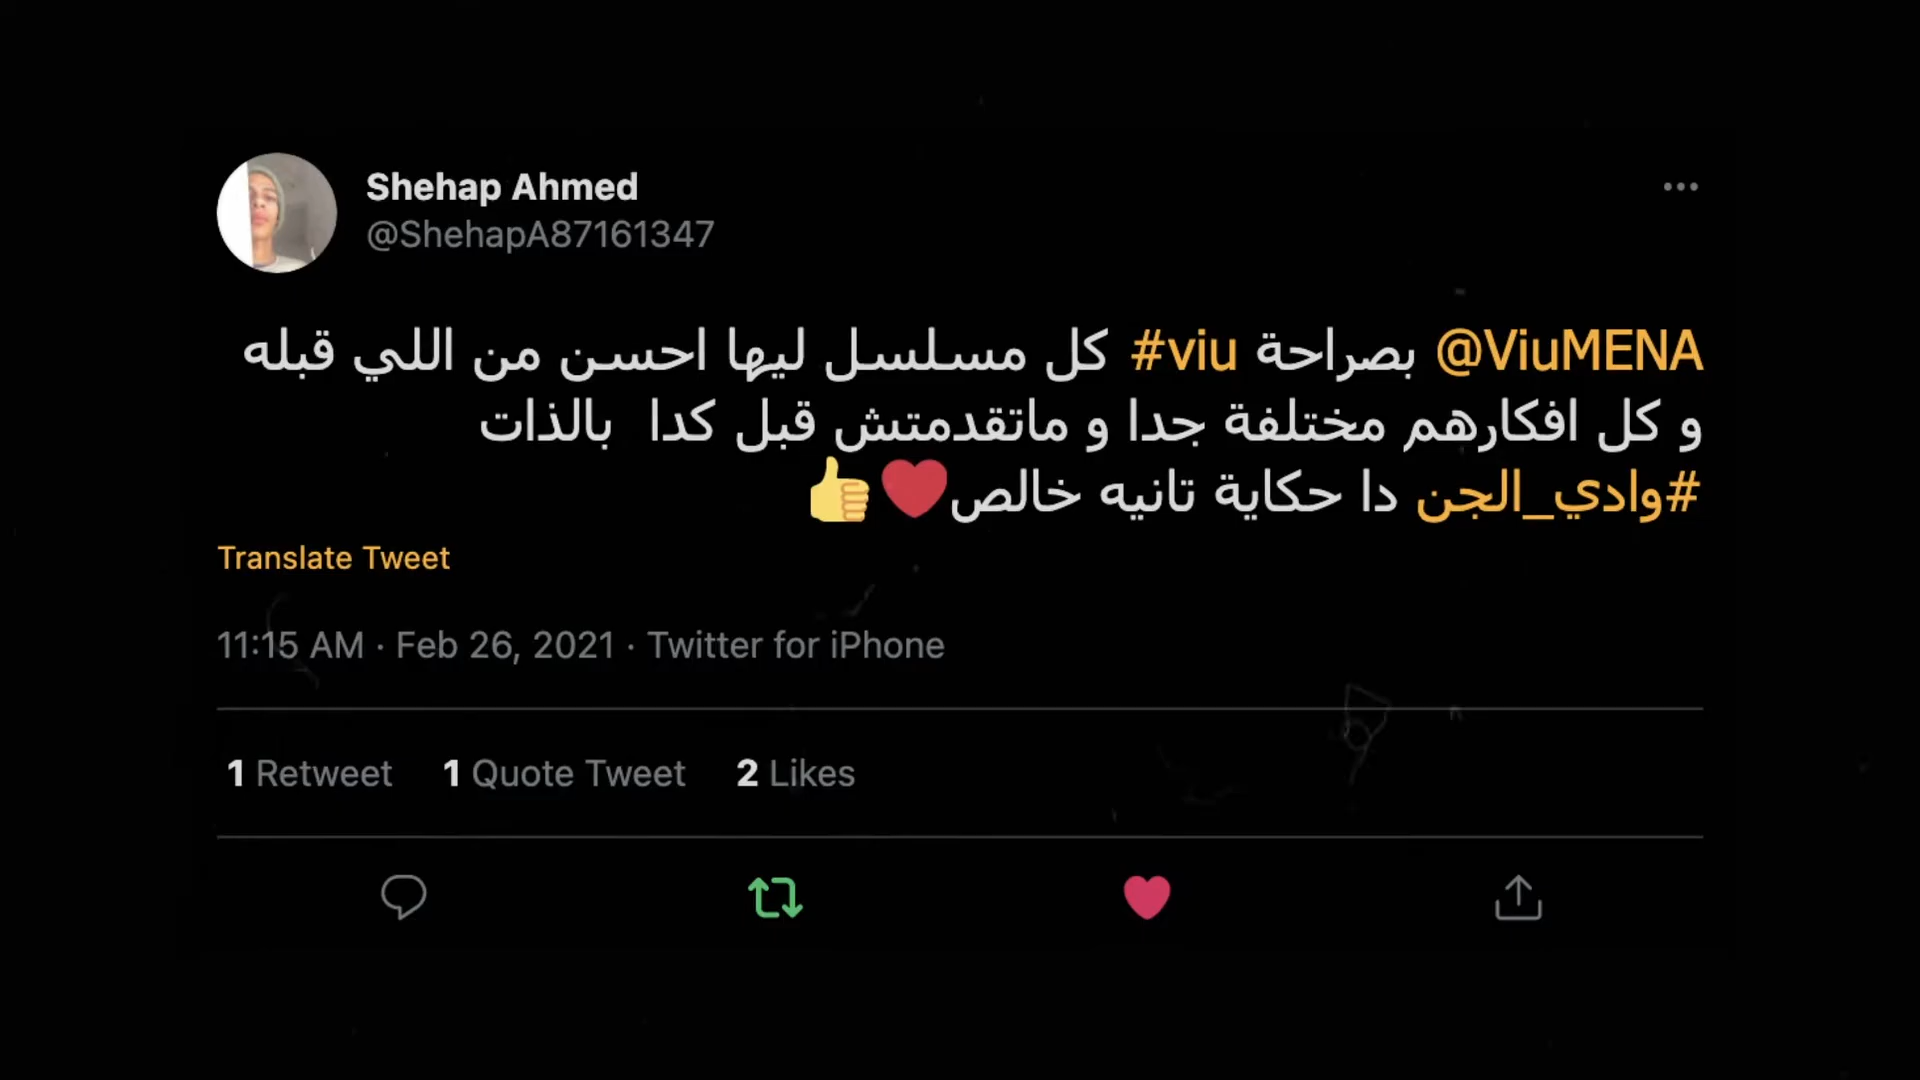 Shehap Ahmed
@ShehapA87161347
@ViuMENA بصراحة #viu كل مسلسل ليها احسن من اللي قبله
و كل افكارهم مختلفة جدا و ماتقدمتش قبل كدا  بالذات
#وادي_الجن دا حكاية تانيه خالص❤️👍
Translate Tweet
11:15 AM · Feb 26, 2021 · Twitter for iPhone
1 Retweet 1 Quote Tweet 2 Likes